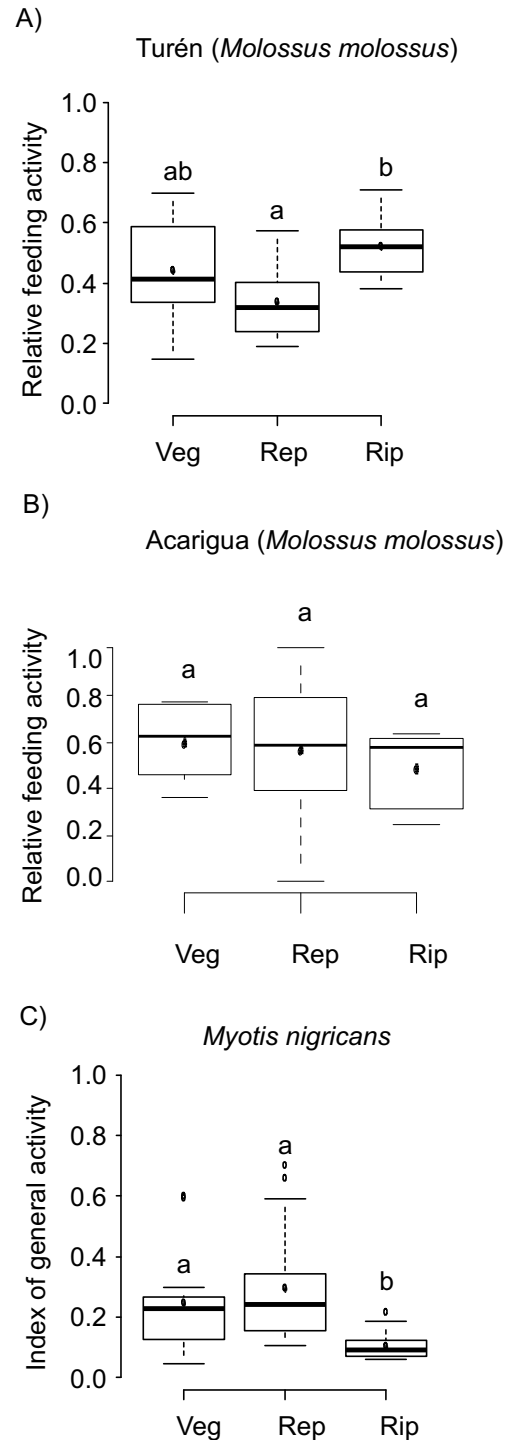 A)
Turén (Molossus molossus)
Relative feeding activity
1.0
0.8
0.6
0.4
0.2
0.0
ab
a
b
Veg Rep Rip
B)
Acarigua (Molossus molossus)
Relative feeding activity
1.0
0.8
0.6
0.4
0.2
0.0
a
a
a
Veg Rep Rip
C)
Myotis nigricans
Index of general activity
1.0
0.8
0.6
0.4
0.2
0.0
a
a
b
Veg Rep Rip